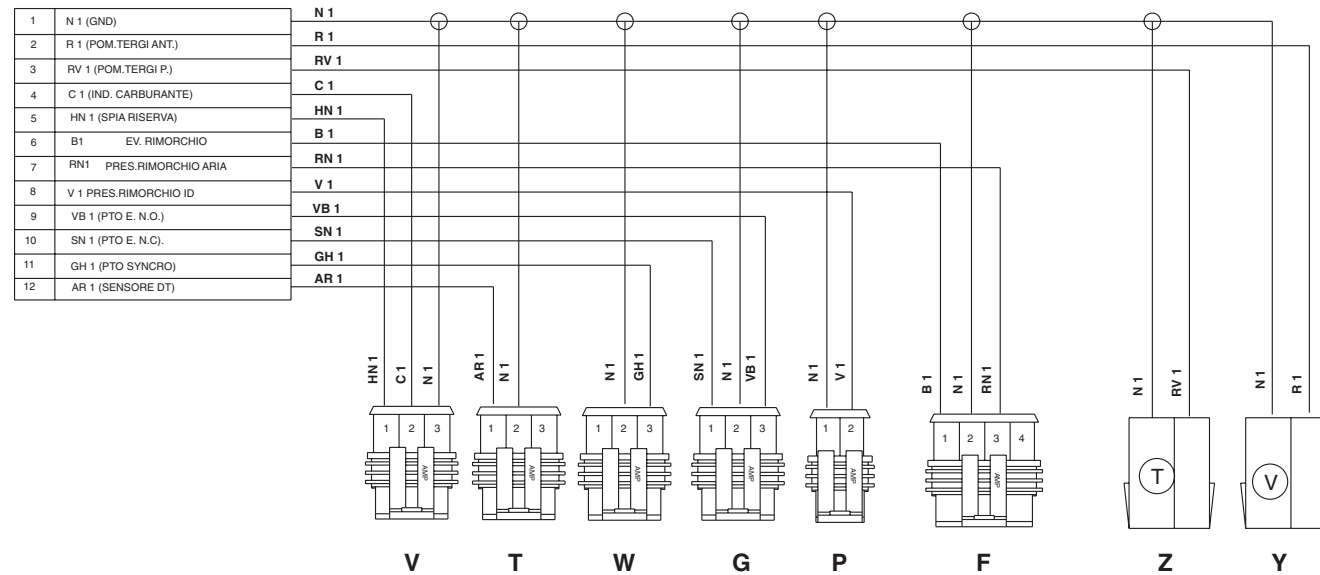 1 N 1 (GND) N 1
2 R 1 (POM.TERGI ANT.) R 1
3 RV 1 (POM.TERGI P.) RV 1
4 C 1 (IND. CARBURANTE) C 1
5 HN 1 (SPIA RISERVA) HN 1
6 B1 EV. RIMORCHIO B 1
7 RN1 PRES.RIMORCHIO ARIA RN 1
8 V 1 PRES.RIMORCHIO ID V 1
9 VB 1 (PTO E. N.O.) VB 1
10 SN 1 (PTO E. N.C). SN 1
11 GH 1 (PTO SYNCRO) GH 1
12 AR 1 (SENSORE DT) AR 1
HN 1 C 1 N 1 AR 1 N 1 N 1 GH 1 SN 1 N 1 VB 1 N 1 V 1 B 1 N 1 RN 1 N 1 RV 1 N 1 R 1
1 2 3 1 2 3 1 2 3 1 2 3 1 2 1 2 3 4
AMP AMP AMP AMP AMP AMP T V
V T W G P F Z Y